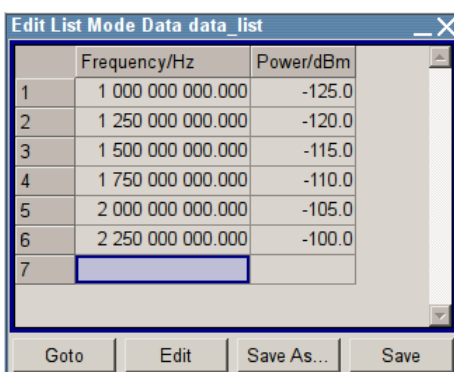 Edit List Mode Data data_list
Frequency/Hz Power/dBm
1 1 000 000 000.000 -125.0
2 1 250 000 000.000 -120.0
3 1 500 000 000.000 -115.0
4 1 750 000 000.000 -110.0
5 2 000 000 000.000 -105.0
6 2 250 000 000.000 -100.0
7
Goto Edit Save As... Save